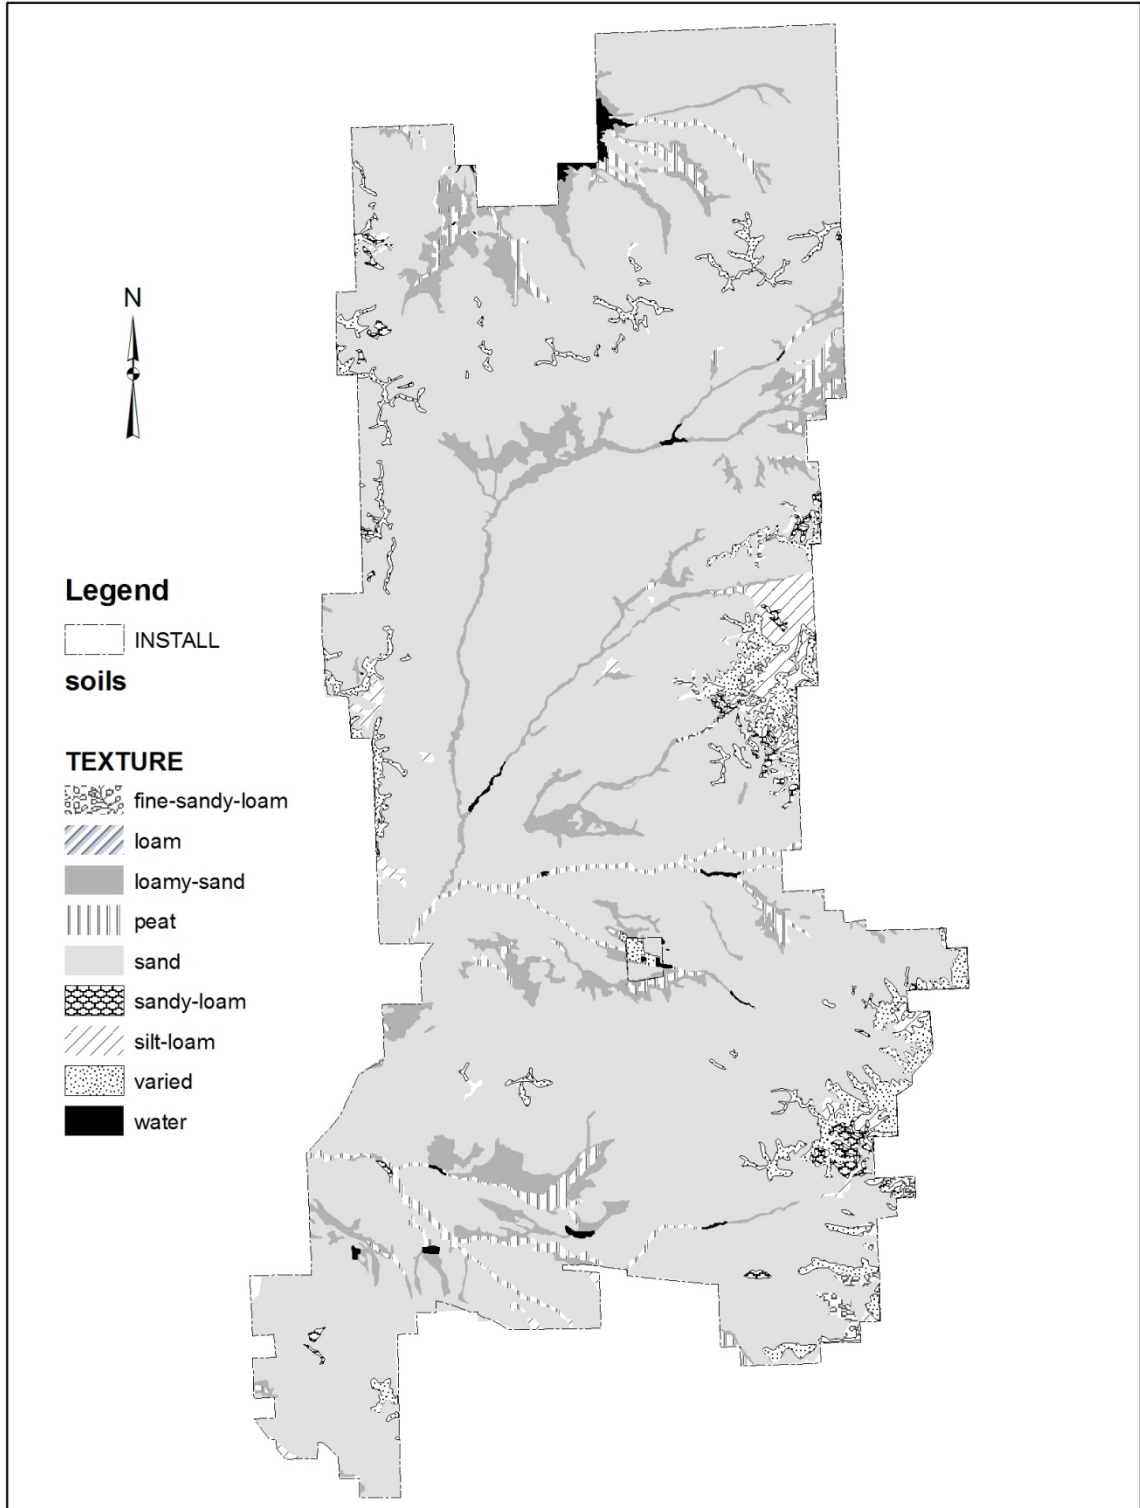 N
Legend
INSTALL
soils
TEXTURE
fine-sandy-loam
loam
loamy-sand
peat
sand
sandy-loam
silt-loam
varied
water